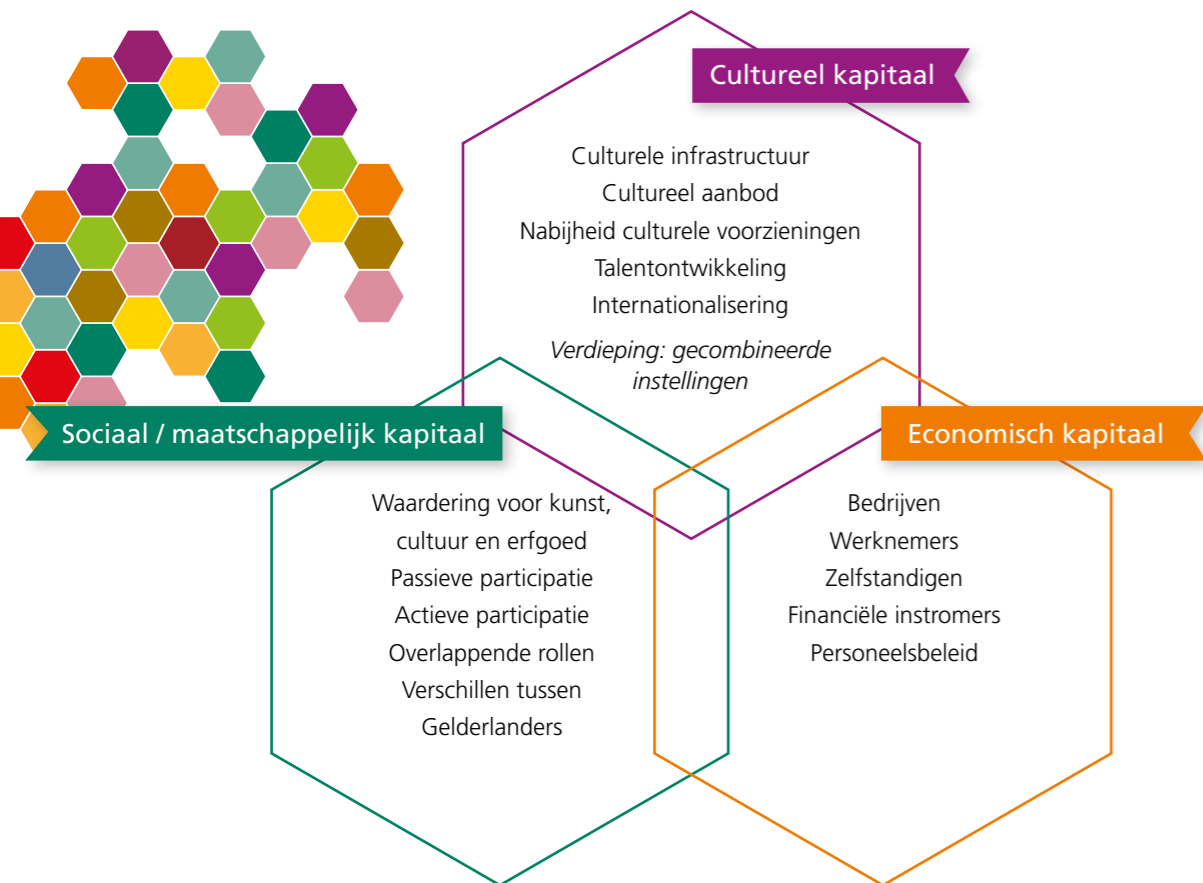 Cultureel kapitaal
Culturele infrastructuur
Cultureel aanbod
Nabijheid culturele voorzieningen
Talentontwikkeling
Internationalisering
Verdieping: gecombineerde
instellingen
Sociaal / maatschappelijk kapitaal
Waardering voor kunst,
cultuur en erfgoed
Passieve participatie
Actieve participatie
Overlappende rollen
Verschillen tussen
Gelderlanders
Economisch kapitaal
Bedrijven
Werknemers
Zelfstandigen
Financiële instromers
Personeelsbeleid